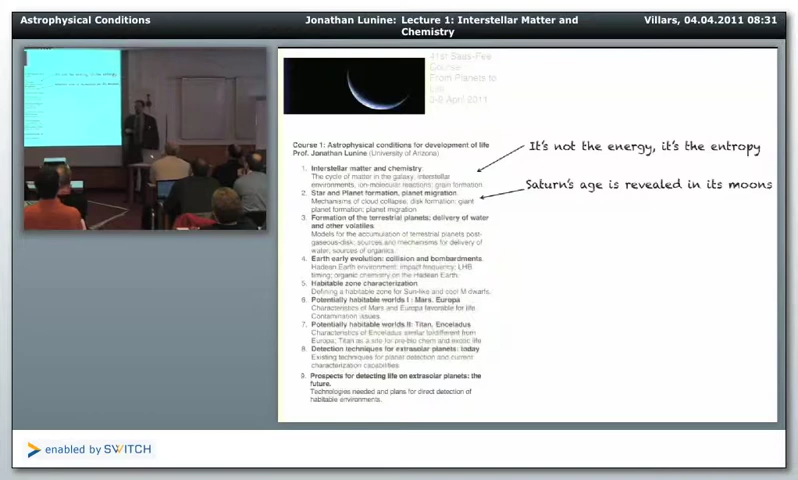 Astrophysical Conditions
Jonathan Lunine: Lecture 1: Interstellar Matter and
Chemistry
Villars, 04.04.2011 08:31
41st Saas-Fee
Course
From Planets to
Life
3-9 April 2011
Course 1: Astrophysical conditions for development of life
Prof. Jonathan Lunine (University of Arizona)
1. Interstellar matter and chemistry
The cycle of matter in the galaxy; interstellar
environments, ion-molecular reactions; grain formation.
2. Star and Planet formation, planet migration
Mechanisms of cloud collapse; disk formation; giant
planet formation; planet migration
3. Formation of the terrestrial planets: delivery of water
and other volatiles
Models for the accumulation of terrestrial planets post-
gaseous-disk; sources and mechanisms for delivery of
water; sources of organics.
4. Earth early evolution: collision and bombardments
Hadean Earth environment: impact frequency; LHB
timing; organic chemistry on the Hadean Earth.
5. Habitable zone characterization
Defining a habitable zone for Sun-like and cool M dwarfs.
6. Potentially habitable worlds I : Mars, Europa
Characteristics of Mars and Europa favorable for life.
Contamination issues.
7. Potentially habitable worlds II: Titan, Enceladus
Characteristics of Enceladus similar to/different from
Europa; Titan as a site for pre-bio chem and exotic life
8. Detection techniques for extrasolar planets: today
Existing techniques for planet detection and current
characterization capabilities
9. Prospects for detecting life on extrasolar planets: the
future.
Technologies needed and plans for direct detection of
habitable environments.
It's not the energy, it's the entropy
Saturn's age is revealed in its moons
enabled by SWITCH